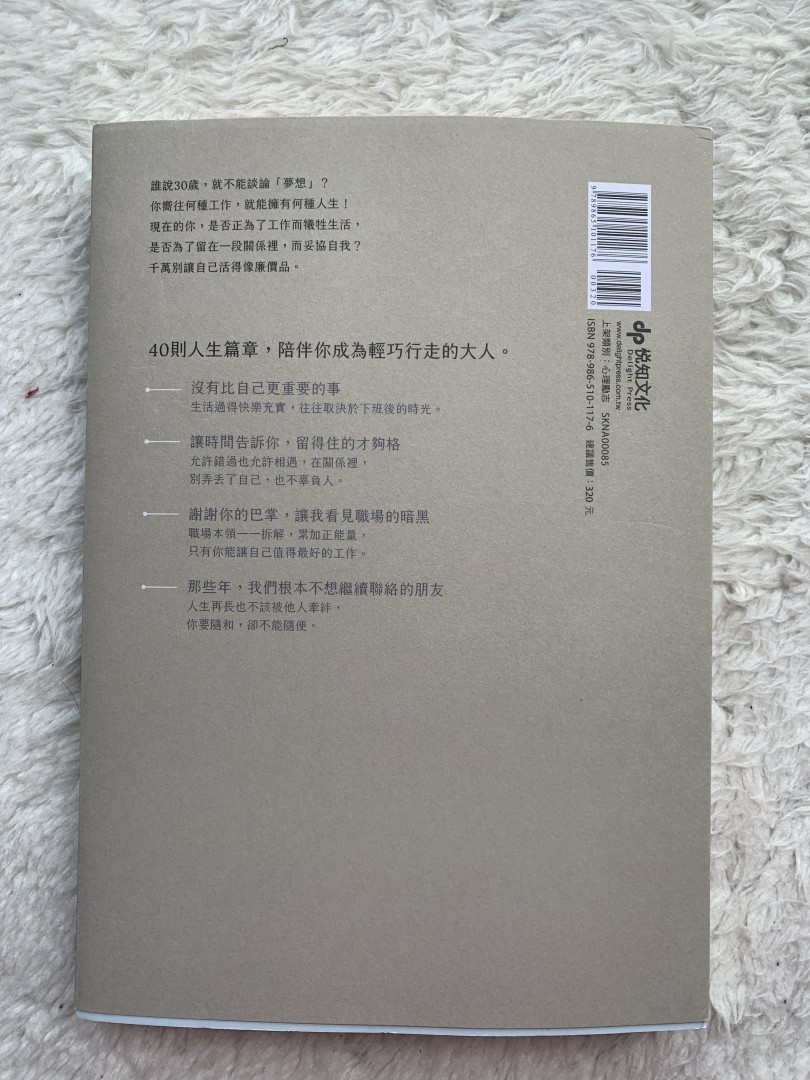 誰說30歲，就不能談論「夢想」？
你嚮往何種工作，就能擁有何種人生！
現在的你，是否正為了工作而犧牲生活，
是否為了留在一段關係裡，而妥協自我？
千萬別讓自己活得像廉價品。
40則人生篇章，陪伴你成為輕巧行走的大人。
沒有比自己更重要的事
生活過得快樂充實，往往取決於下班後的時光。
讓時間告訴你，留得住的才夠格
允許錯過也允許相遇，在關係裡，
別弄丟了自己，也不辜負人。
謝謝你的巴掌，讓我看見職場的暗黑
職場本領一一拆解，累加正能量，
只有你能讓自己值得最好的工作。
那些年，我們根本不想繼續聯絡的朋友
人生再長也不該被他人牽絆，
你要隨和，卻不能隨便。
9789865101176
00320
dp 悅知文化
Delight Press
www.delightpress.com.tw
上架類別：心理勵志 SKNA00085
ISBN 978-986-510-117-6 建議售價：320 元